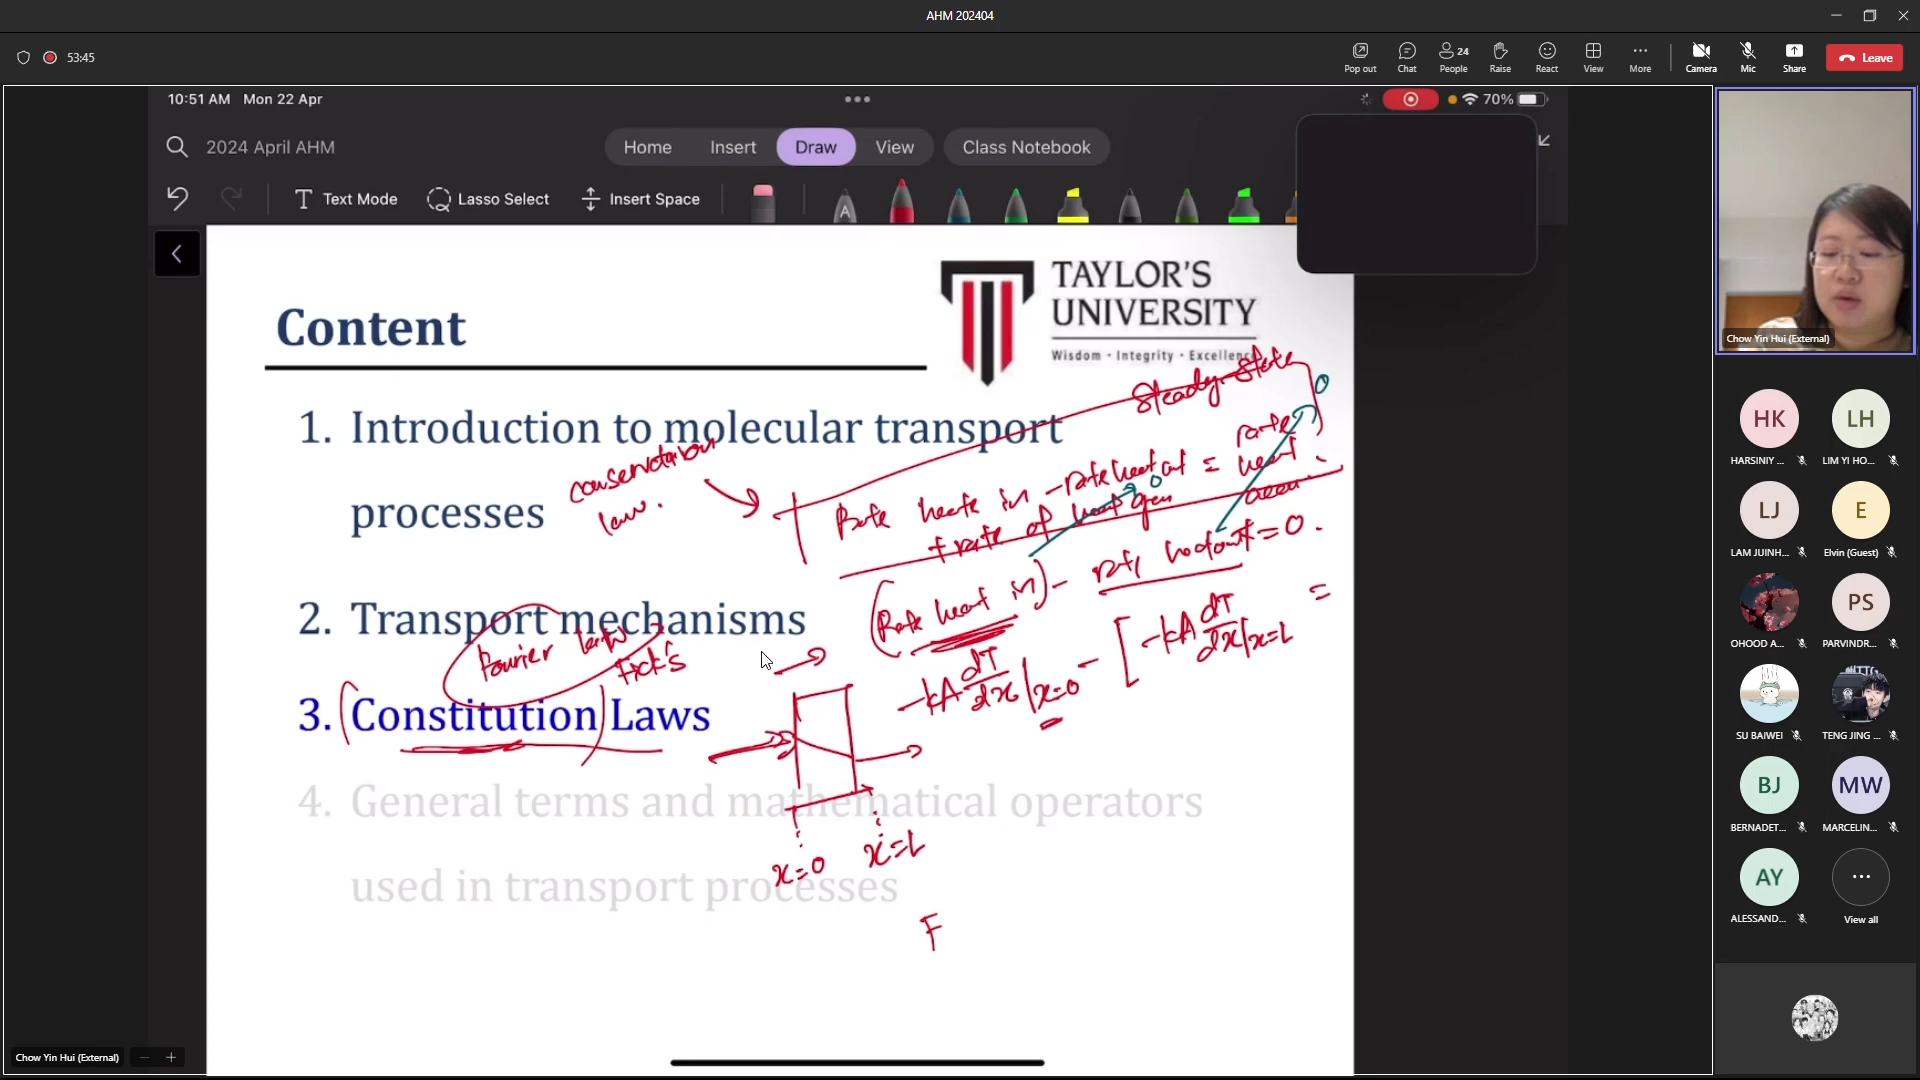 AHM 202404
53:45
Pop out Chat 24 People Raise React View More Camera Mic Share Leave
10:51 AM Mon 22 Apr
70%
2024 April AHM
Home Insert Draw View Class Notebook
Text Mode Lasso Select Insert Space
A
Content
TAYLOR'S
UNIVERSITY
Wisdom · Integrity · Excellence
Steady-State
0
1. Introduction to molecular transport
processes
conservation
law.
Rate heate in - rate heat out = rate heat
+ rate of heat gen 0
(Rate heat in) - rate heat out = 0.
2. Transport mechanisms
Fourier law
Fick's
-kA dT/dx|x=0 - [-kA dT/dx|x=L =
3. (Constitution) Laws
4. General terms and mathematical operators
used in transport processes
x=0 x=L
F
Chow Yin Hui (External)
HK LH
HARSINIY ... LIM YI HO...
LJ E
LAM JUINH... Elvin (Guest)
PS
OHOOD A... PARVINDR...
SU BAIWEI TENG JING ...
BJ MW
BERNADET... MARCELIN...
AY ...
ALESSAND... View all
Chow Yin Hui (External)